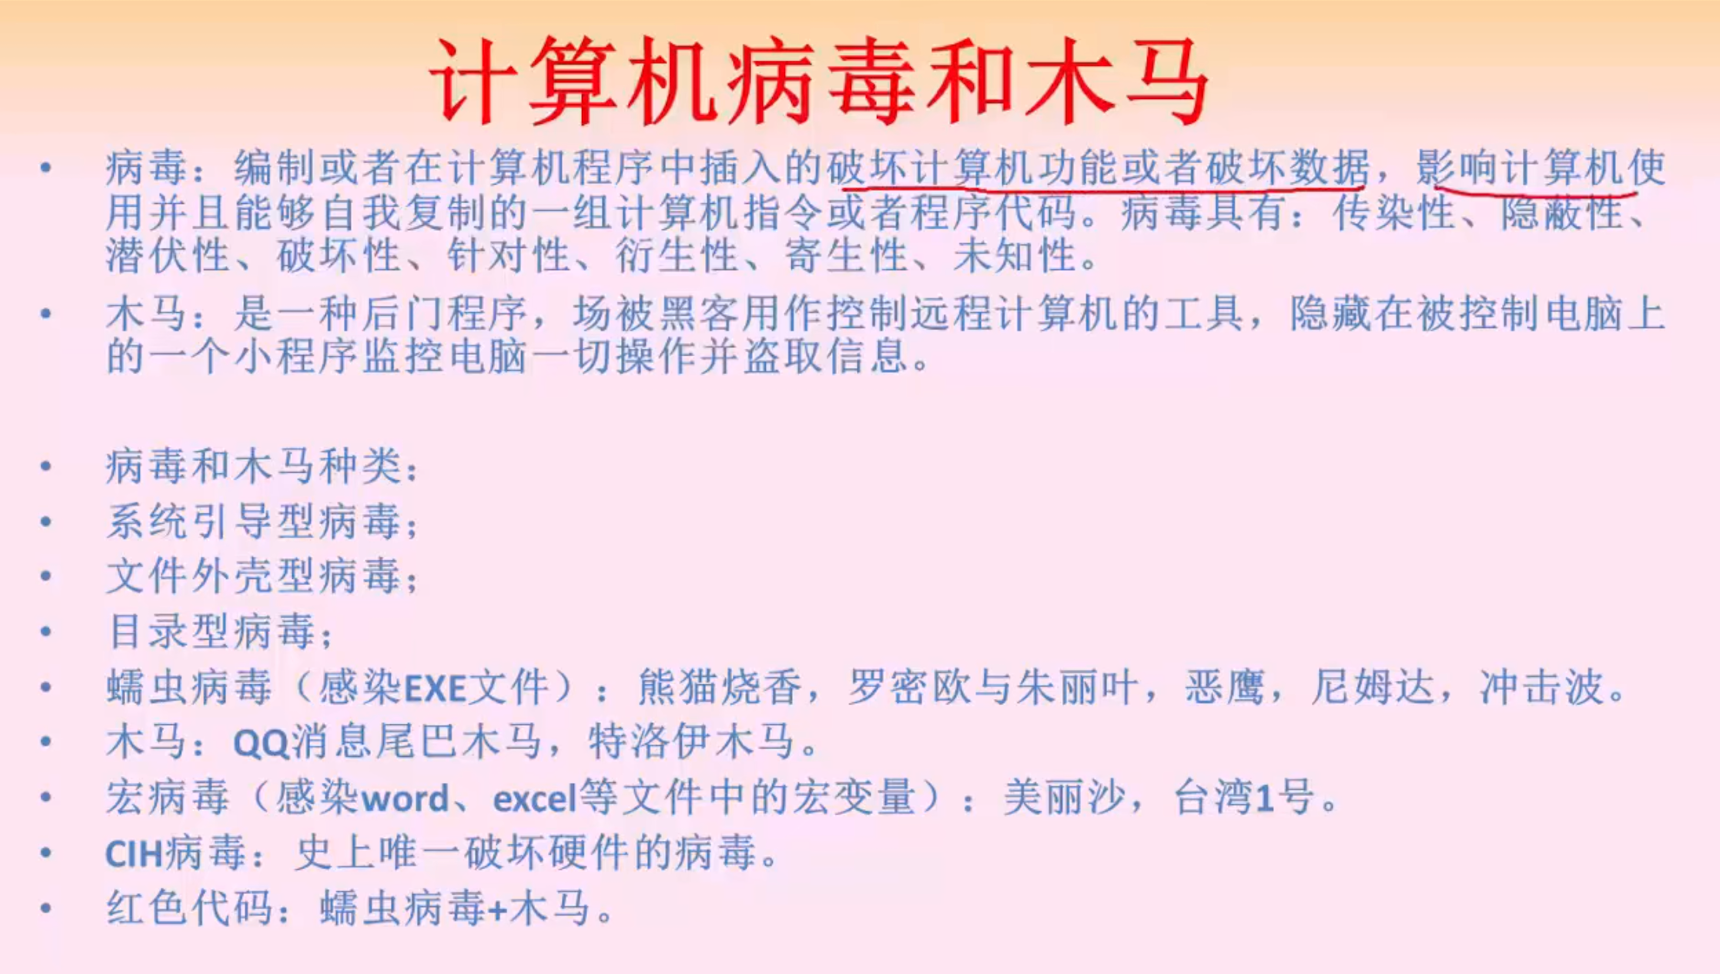 计算机病毒和木马
• 病毒：编制或者在计算机程序中插入的破坏计算机功能或者破坏数据，影响计算机使
用并且能够自我复制的一组计算机指令或者程序代码。病毒具有：传染性、隐蔽性、
潜伏性、破坏性、针对性、衍生性、寄生性、未知性。
• 木马：是一种后门程序，场被黑客用作控制远程计算机的工具，隐藏在被控制电脑上
的一个小程序监控电脑一切操作并盗取信息。
• 病毒和木马种类：
• 系统引导型病毒；
• 文件外壳型病毒；
• 目录型病毒；
• 蠕虫病毒（感染EXE文件）：熊猫烧香，罗密欧与朱丽叶，恶鹰，尼姆达，冲击波。
• 木马：QQ消息尾巴木马，特洛伊木马。
• 宏病毒（感染word、excel等文件中的宏变量）：美丽沙，台湾1号。
• CIH病毒：史上唯一破坏硬件的病毒。
• 红色代码：蠕虫病毒+木马。